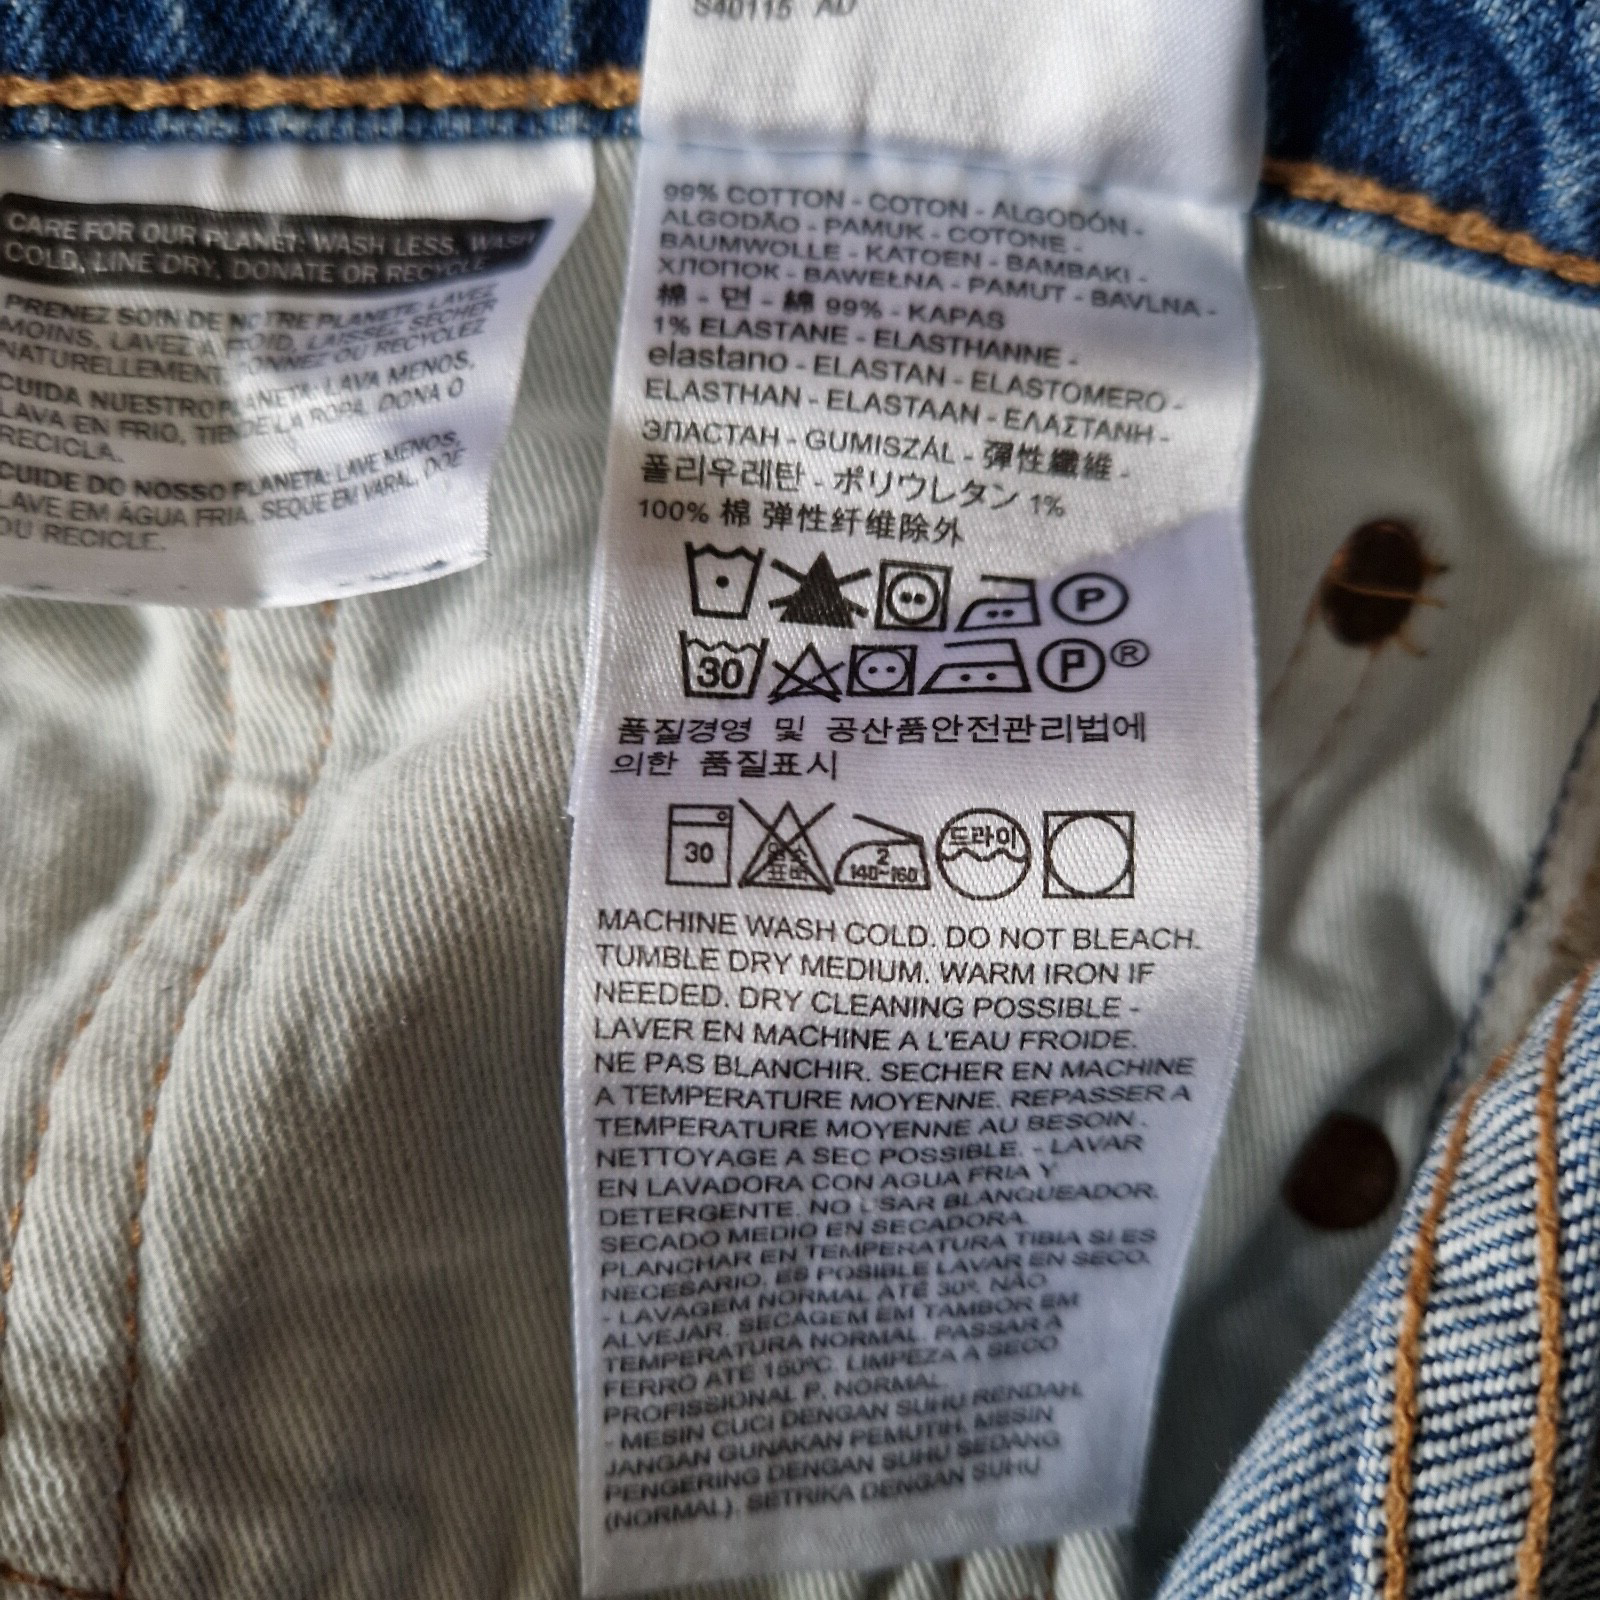 S40115 AD
CARE FOR OUR PLANET: WASH LESS, WASH
COLD, LINE DRY, DONATE OR RECYCLE
PRENEZ SOIN DE NOTRE PLANETE: LAVEZ
MOINS, LAVEZ A FROID, LAISSEZ SÉCHER
NATURELLEMENT, DONNEZ OU RECYCLEZ
CUIDA NUESTRO PLANETA: LAVA MENOS,
LAVA EN FRIO, TIENDE LA ROPA, DONA O
RECICLA.
CUIDE DO NOSSO PLANETA: LAVE MENOS,
LAVE EM ÁGUA FRIA, SEQUE EM VARAL, DOE
OU RECICLE.
99% COTTON - COTON - ALGODÓN -
ALGODÃO - PAMUK - COTONE -
BAUMWOLLE - KATOEN - BAMBAKI -
ХЛОПОК - BAWEŁNA - PAMUT - BAVLNA -
棉 - 면 - 綿 99% - KAPAS
1% ELASTANE - ELASTHANNE -
elastano - ELASTAN - ELASTOMERO -
ELASTHAN - ELASTAAN - ΕΛΑΣΤΑΝΗ -
ЭЛАСТАН - GUMISZÁL - 彈性纖維 -
폴리우레탄 - ポリウレタン 1%
100% 棉 弹性纤维除外
P
30 P®
품질경영 및 공산품안전관리법에
의한 품질표시
30 염소 표백 2 140~160 드라이
MACHINE WASH COLD. DO NOT BLEACH.
TUMBLE DRY MEDIUM. WARM IRON IF
NEEDED. DRY CLEANING POSSIBLE -
LAVER EN MACHINE A L'EAU FROIDE.
NE PAS BLANCHIR. SECHER EN MACHINE
A TEMPERATURE MOYENNE. REPASSER A
TEMPERATURE MOYENNE AU BESOIN.
NETTOYAGE A SEC POSSIBLE. - LAVAR
EN LAVADORA CON AGUA FRIA Y
DETERGENTE. NO USAR BLANQUEADOR.
SECADO MEDIO EN SECADORA.
PLANCHAR EN TEMPERATURA TIBIA SI ES
NECESARIO. ES POSIBLE LAVAR EN SECO.
- LAVAGEM NORMAL ATÉ 30º. NÃO
ALVEJAR. SECAGEM EM TAMBOR EM
TEMPERATURA NORMAL. PASSAR A
FERRO ATÉ 150ºC. LIMPEZA A SECO
PROFISSIONAL P, NORMAL
- MESIN CUCI DENGAN SUHU RENDAH.
JANGAN GUNAKAN PEMUTIH. MESIN
PENGERING DENGAN SUHU SEDANG
(NORMAL). SETRIKA DENGAN SUHU